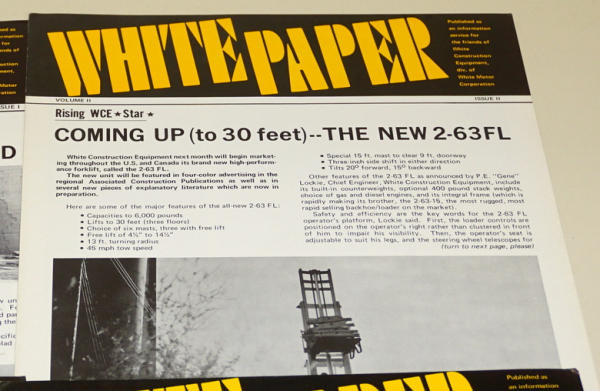 WHITE PAPER
Published as
an information
service for
the friends of
White
Construction
Equipment,
div. of
White Motor
Corporation
VOLUME II
ISSUE II
Rising WCE ★ Star ★
COMING UP (to 30 feet)--THE NEW 2-63FL
White Construction Equipment next month will begin market-
ing throughout the U.S. and Canada its brand new high-perform-
ance forklift, called the 2-63 FL.
The new unit will be featured in four-color advertising in the
regional Associated Construction Publications as well as in
several new pieces of explanatory literature which are now in
preparation.
Here are some of the major features of the all-new 2-63 FL:
• Capacities to 6,000 pounds
• Lifts to 30 feet (three floors)
• Choice of six masts, three with free lift
• Free lift of 4¾" to 14¾"
• 13 ft. turning radius
• 45 mph tow speed
• Special 15 ft. mast to clear 9 ft. doorway
• Three-inch side shift in either direction
• Tilts 20° forward, 15° backward
Other features of the 2-63 FL as announced by P.E. "Gene"
Lockie, Chief Engineer, White Construction Equipment, include
its built-in counterweights, optional 400 pound stack weights,
choice of gas and diesel engines, and its integral frame (which is
rapidly making its brother, the 2-63-15, the most rugged, most
rapid selling backhoe/loader on the market).
Safety and efficiency are the key words for the 2-63 FL
operator's platform, Lockie said. First, the loader controls are
positioned on the operator's right rather than clustered in front
of him to impair his visibility. Then, the operator's seat is
adjustable to suit his legs, and the steering wheel telescopes for
(turn to next page, please)
ISSUE I
D
WHITE PAPER
Published as
an information